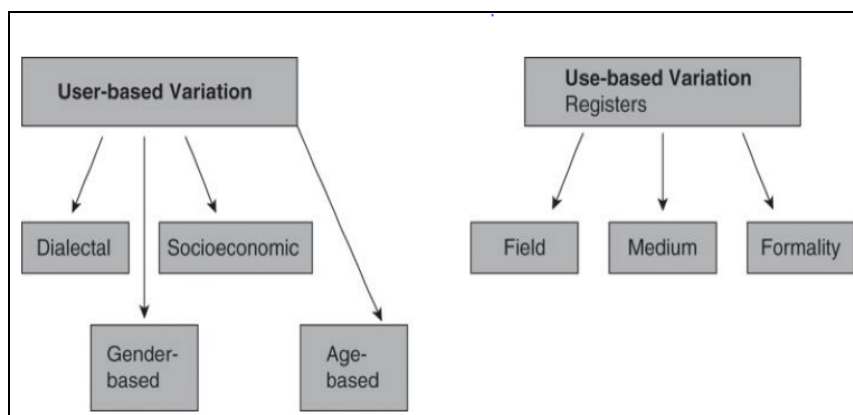 User-based Variation
Use-based Variation
Registers
Dialectal
Socioeconomic
Field
Medium
Formality
Gender-
based
Age-
based